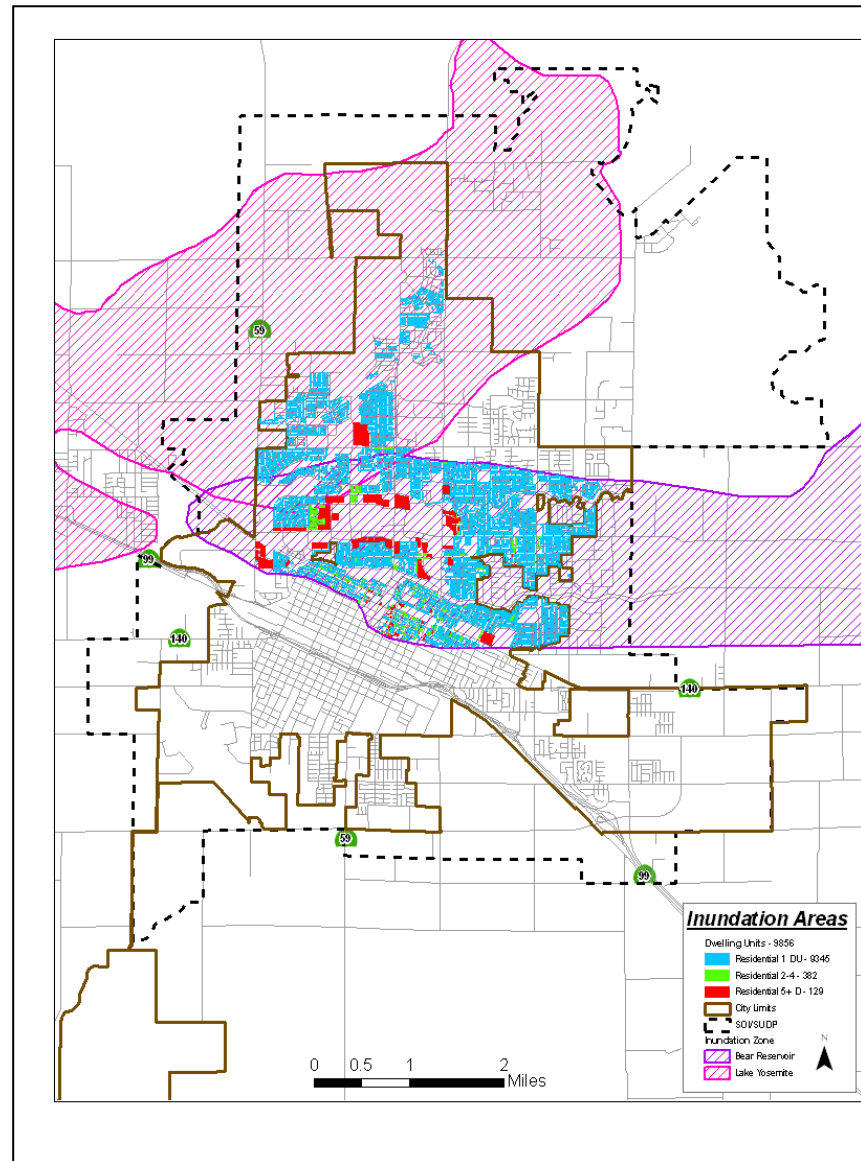 59
99
140
140
59
99
Inundation Areas
Dwelling Units - 9856
Residential 1 DU - 9345
Residential 2-4 - 382
Residential 5+ D - 129
City Limits
SOI/SUDP
Inundation Zone
Bear Reservoir
Lake Yosemite
N
0 0.5 1 2
Miles